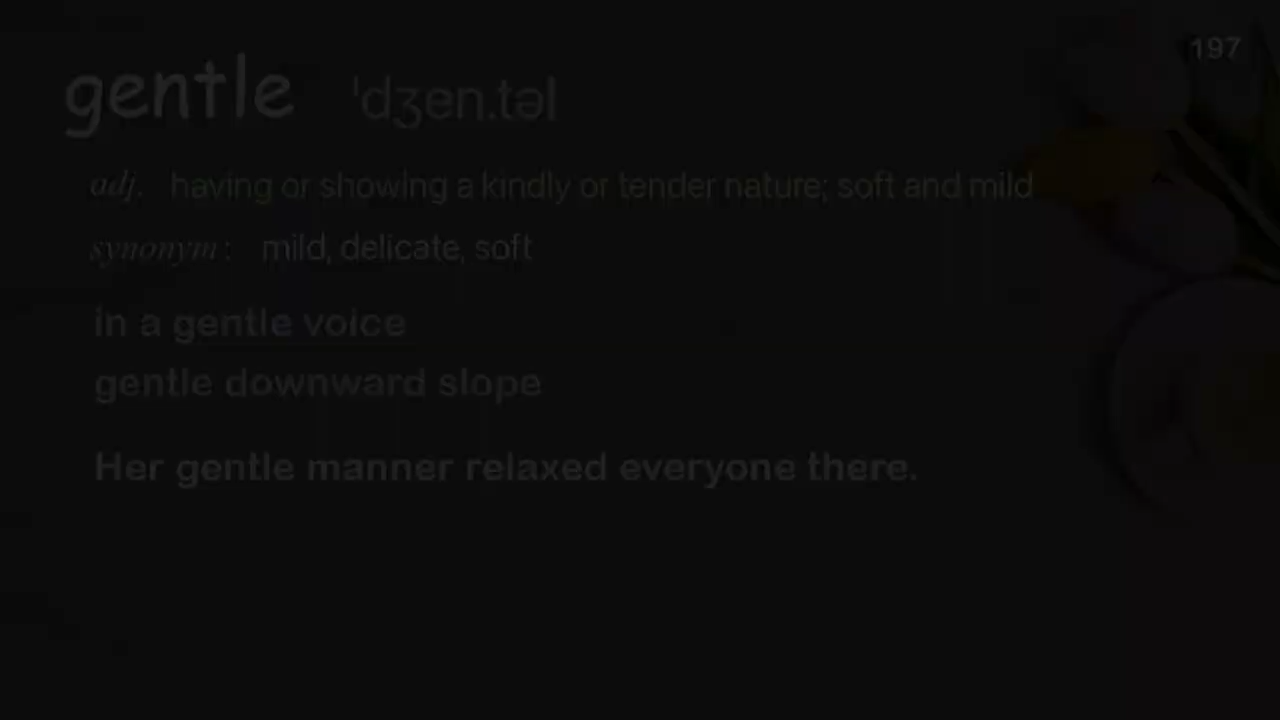 197
gentle ˈdʒen.təl
adj. having or showing a kindly or tender nature; soft and mild
synonym: mild, delicate, soft
in a gentle voice
gentle downward slope
Her gentle manner relaxed everyone there.